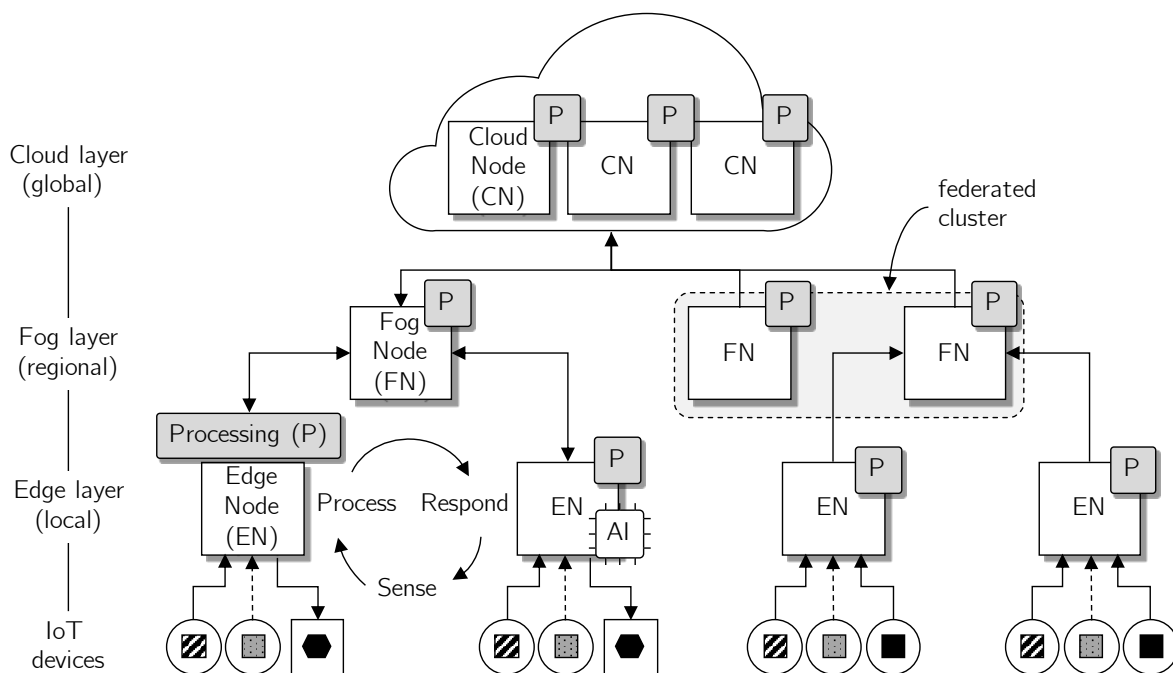 Cloud layer
(global)
Cloud
Node
(CN)
P
CN
P
CN
P
federated
cluster
Fog layer
(regional)
Fog
Node
(FN)
P
FN
P
FN
P
Processing (P)
Edge layer
(local)
Edge
Node
(EN)
Process
Respond
Sense
EN
P
AI
EN
P
EN
P
IoT
devices